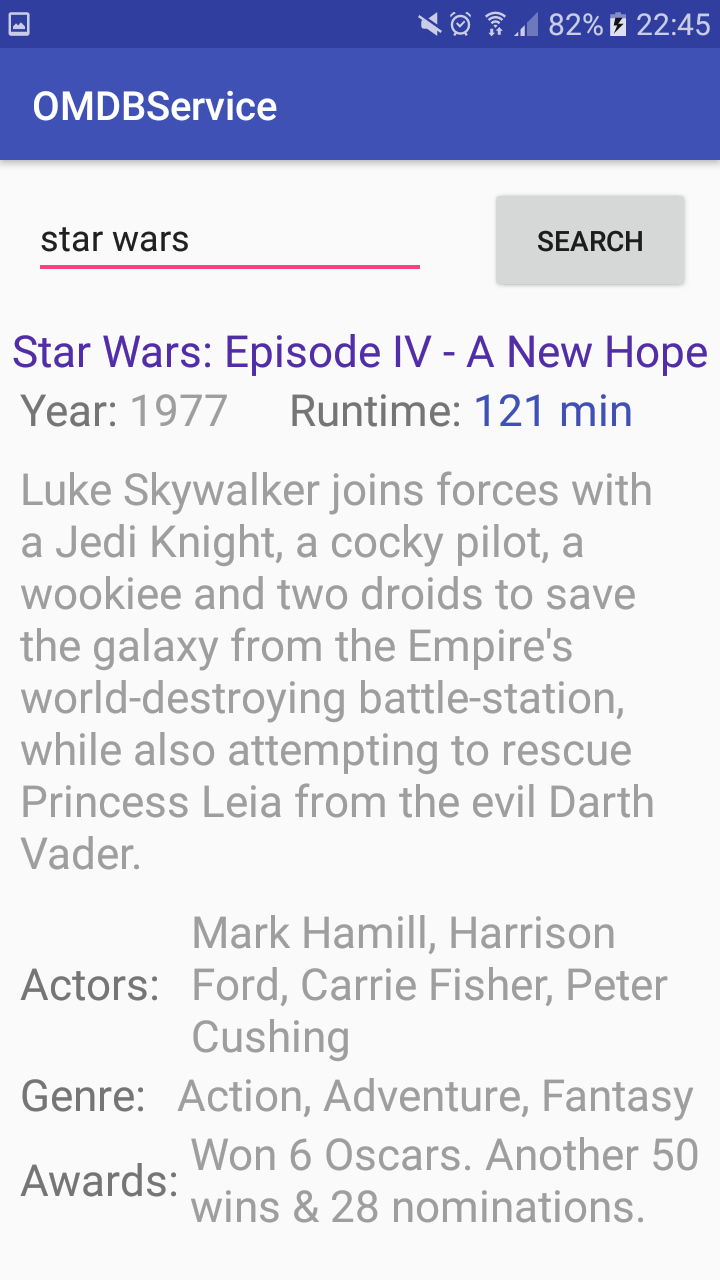 82% 22:45
OMDBService
star wars SEARCH
Star Wars: Episode IV - A New Hope
Year: 1977 Runtime: 121 min
Luke Skywalker joins forces with
a Jedi Knight, a cocky pilot, a
wookiee and two droids to save
the galaxy from the Empire's
world-destroying battle-station,
while also attempting to rescue
Princess Leia from the evil Darth
Vader.
Actors: Mark Hamill, Harrison
Ford, Carrie Fisher, Peter
Cushing
Genre: Action, Adventure, Fantasy
Awards: Won 6 Oscars. Another 50
wins & 28 nominations.